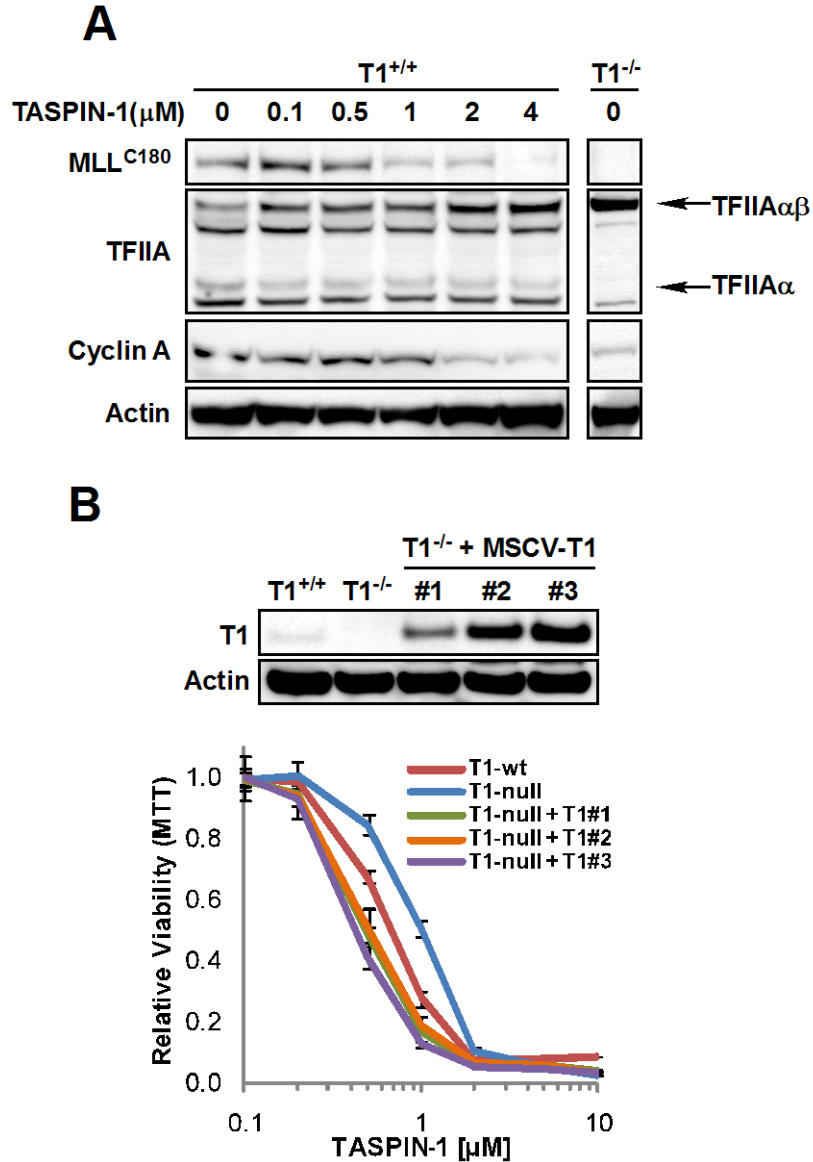 A
T1+/+ T1-/-
TASPIN-1(μM) 0 0.1 0.5 1 2 4 0
MLLC180
TFIIAαβ
TFIIA
TFIIAα
Cyclin A
Actin
B
T1-/- + MSCV-T1
T1+/+ T1-/- #1 #2 #3
T1
Actin
T1-wt
T1-null
T1-null + T1#1
T1-null + T1#2
T1-null + T1#3
Relative Viability (MTT)
1.0
0.8
0.6
0.4
0.2
0.0
0.1 1 10
TASPIN-1 [μM]